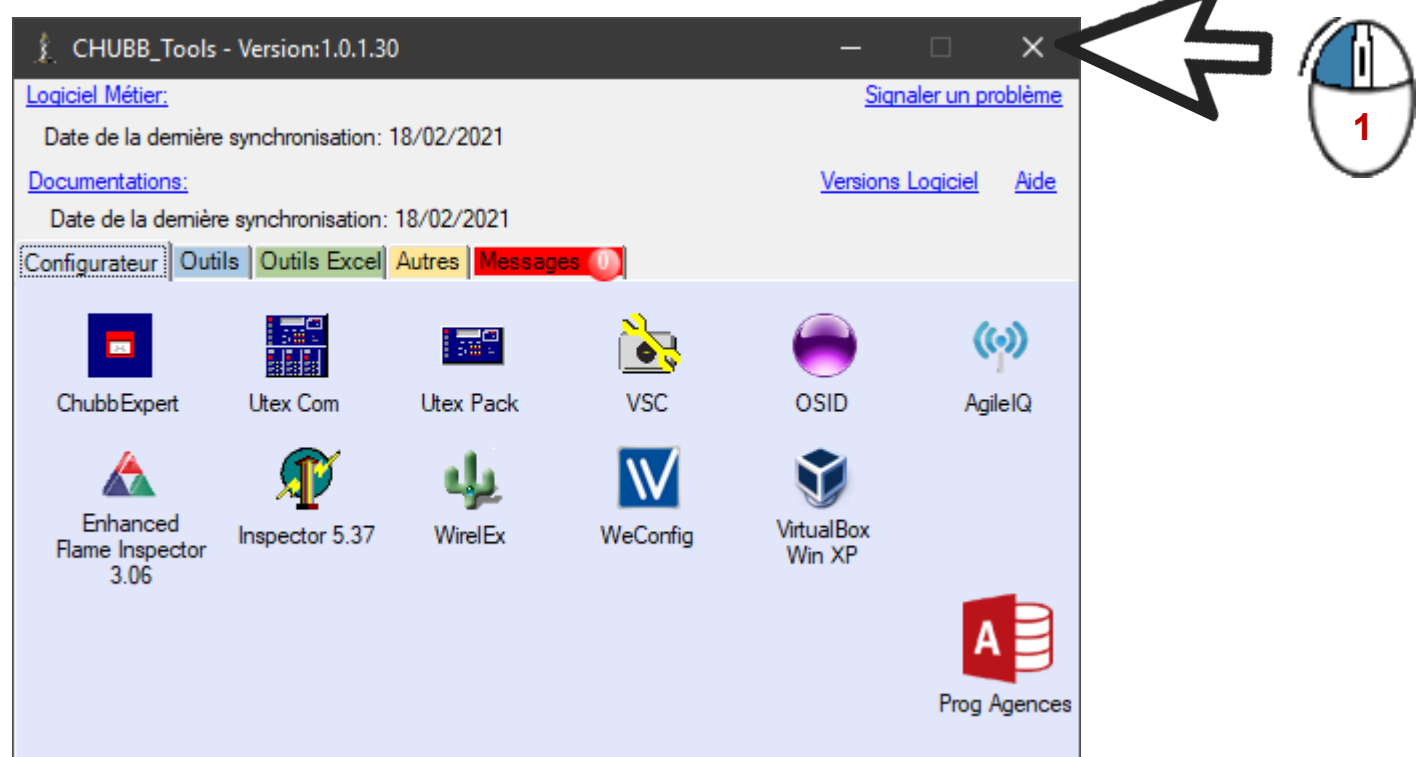 CHUBB_Tools - Version:1.0.1.30
Logiciel Métier:
Signaler un problème
Date de la dernière synchronisation: 18/02/2021
Documentations:
Versions Logiciel
Aide
Date de la dernière synchronisation: 18/02/2021
Configurateur
Outils
Outils Excel
Autres
Messages
0
ChubbExpert
Utex Com
Utex Pack
VSC
OSID
AgileIQ
Enhanced
Flame Inspector
3.06
Inspector 5.37
WirelEx
WeConfig
VirtualBox
Win XP
A
Prog Agences
1